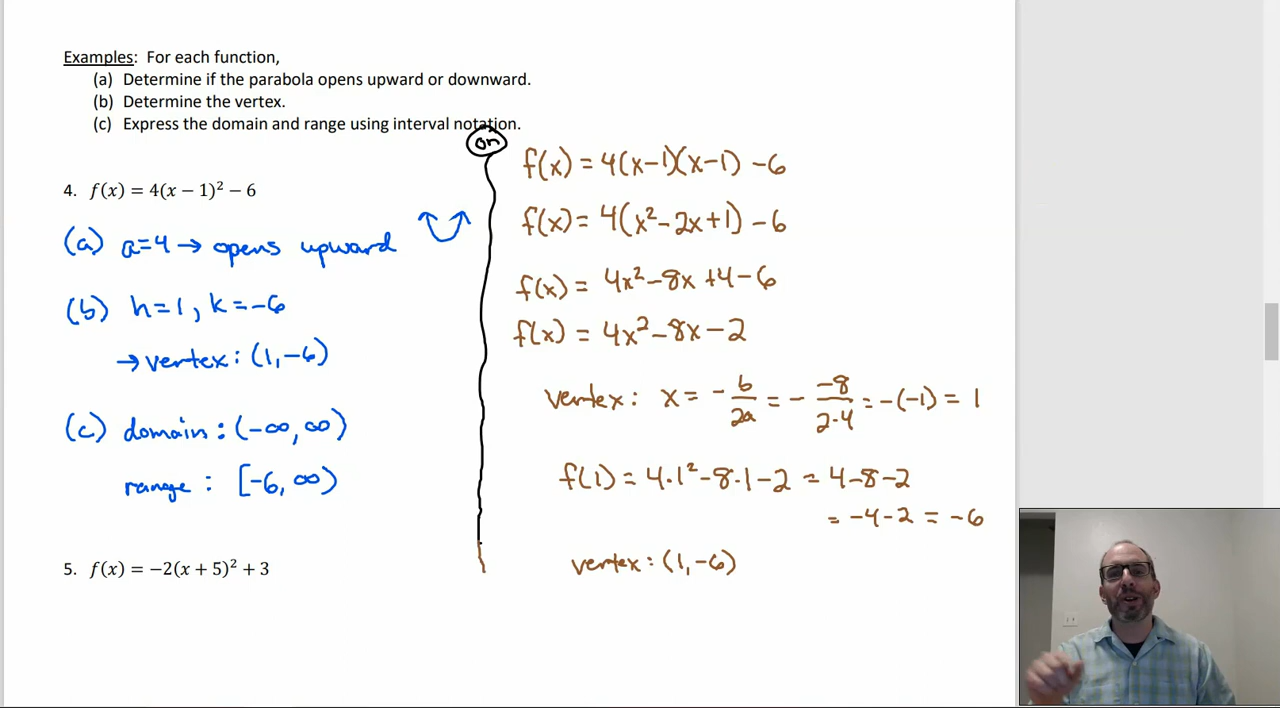 Examples: For each function,
(a) Determine if the parabola opens upward or downward.
(b) Determine the vertex.
(c) Express the domain and range using interval notation.
4. f(x) = 4(x − 1)² − 6
(a) a=4 → opens upward
(b) h=1, k=−6
→ vertex: (1,−6)
(c) domain: (−∞, ∞)
range: [−6, ∞)
5. f(x) = −2(x + 5)² + 3
or
f(x) = 4(x−1)(x−1) −6
f(x) = 4(x²−2x+1) −6
f(x) = 4x²−8x+4−6
f(x) = 4x²−8x−2
vertex: x = −b/2a = − −8/2·4 = −(−1) = 1
f(1) = 4·1²−8·1−2 = 4−8−2
= −4−2 = −6
vertex: (1,−6)